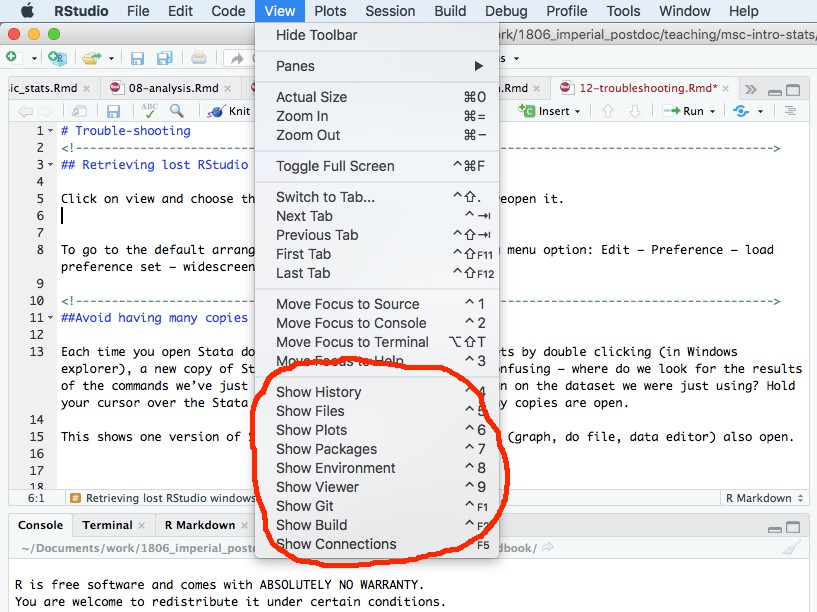 RStudio File Edit Code View Plots Session Build Debug Profile Tools Window Help
rk/1806_imperial_postdoc/teaching/msc-intro-stats/
ic_stats.Rmd × 08-analysis.Rmd × n.Rmd × 12-troubleshooting.Rmd* ×
ABC Knit Insert Run
1 # Trouble-shooting
2 <!--
3 ## Retrieving lost RStudio
4
5 Click on view and choose th eopen it.
6
7
8 To go to the default arrang menu option: Edit – Preference – load
preference set – widescreen
9
10 <!--
11 ##Avoid having many copies
12
13 Each time you open Stata do ts by double clicking (in Windows
explorer), a new copy of St onfusing – where do we look for the results
of the commands we've just n on the dataset we were just using? Hold
your cursor over the Stata y copies are open.
14
15 This shows one version of S (graph, do file, data editor) also open.
16
17
18
6:1 # Retrieving lost RStudio windows R Markdown
Hide Toolbar
Panes ▶
Actual Size ⌘0
Zoom In ⌘=
Zoom Out ⌘−
Toggle Full Screen ^⌘F
Switch to Tab... ^⇧.
Next Tab ^⇥
Previous Tab ^⇧⇥
First Tab ^⇧F11
Last Tab ^⇧F12
Move Focus to Source ^1
Move Focus to Console ^2
Move Focus to Terminal ⌥⇧T
Move Focus to Help ^3
Show History ^4
Show Files ^5
Show Plots ^6
Show Packages ^7
Show Environment ^8
Show Viewer ^9
Show Git ^F1
Show Build ^F2
Show Connections F5
Console Terminal × R Markdown ×
~/Documents/work/1806_imperial_postd dbook/
R is free software and comes with ABSOLUTELY NO WARRANTY.
You are welcome to redistribute it under certain conditions.